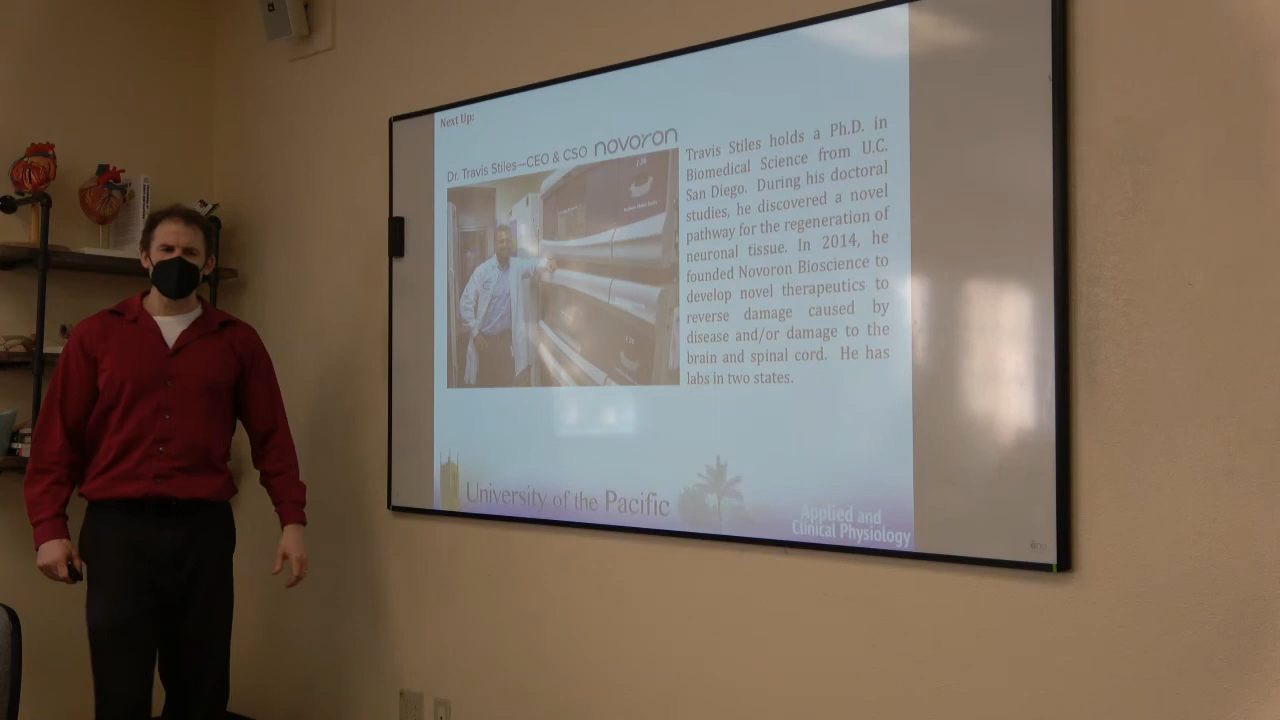 Next Up:
Dr. Travis Stiles—CEO & CSO novoron
Travis Stiles holds a Ph.D. in
Biomedical Science from U.C.
San Diego. During his doctoral
studies, he discovered a novel
pathway for the regeneration of
neuronal tissue. In 2014, he
founded Novoron Bioscience to
develop novel therapeutics to
reverse damage caused by
disease and/or damage to the
brain and spinal cord. He has
labs in two states.
University of the Pacific
Applied and
Clinical Physiology